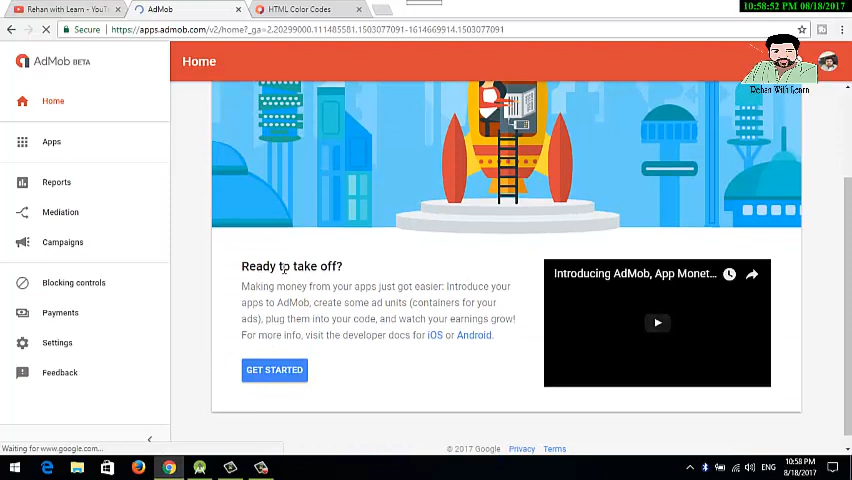 Rehan with Learn - YouT
AdMob
HTML Color Codes
10:58:52 PM 08/18/2017
Secure
https://apps.admob.com/v2/home?_ga=2.20299000.111485581.1503077091-1614669914.1503077091
AdMob BETA
Home
Rehan With Learn
Home
Apps
Reports
Mediation
Campaigns
Blocking controls
Payments
Settings
Feedback
Ready to take off?
Making money from your apps just got easier: Introduce your
apps to AdMob, create some ad units (containers for your
ads), plug them into your code, and watch your earnings grow!
For more info, visit the developer docs for iOS or Android.
GET STARTED
Introducing AdMob, App Monet...
Waiting for www.google.com...
© 2017 Google
Privacy
Terms
ENG
10:58 PM
8/18/2017